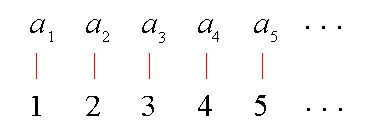 a₁ a₂ a₃ a₄ a₅ ...
1 2 3 4 5 ...